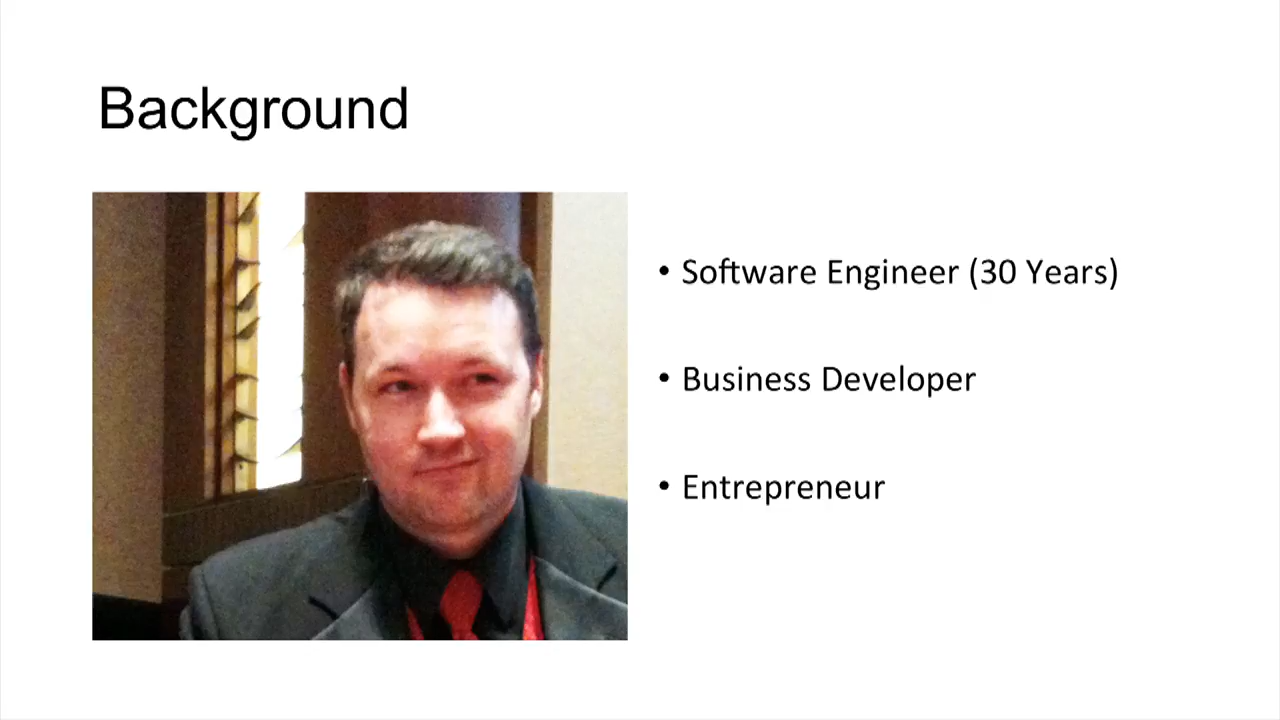 Background
• Software Engineer (30 Years)
• Business Developer
• Entrepreneur